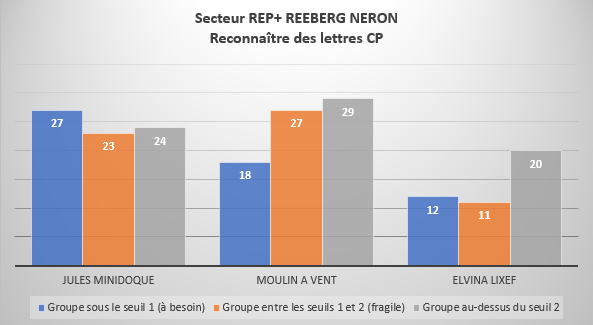 Secteur REP+ REEBERG NERON
Reconnaître des lettres CP
27
23
24
18
27
29
12
11
20
JULES MINIDOQUE
MOULIN A VENT
ELVINA LIXEF
Groupe sous le seuil 1 (à besoin)
Groupe entre les seuils 1 et 2 (fragile)
Groupe au-dessus du seuil 2